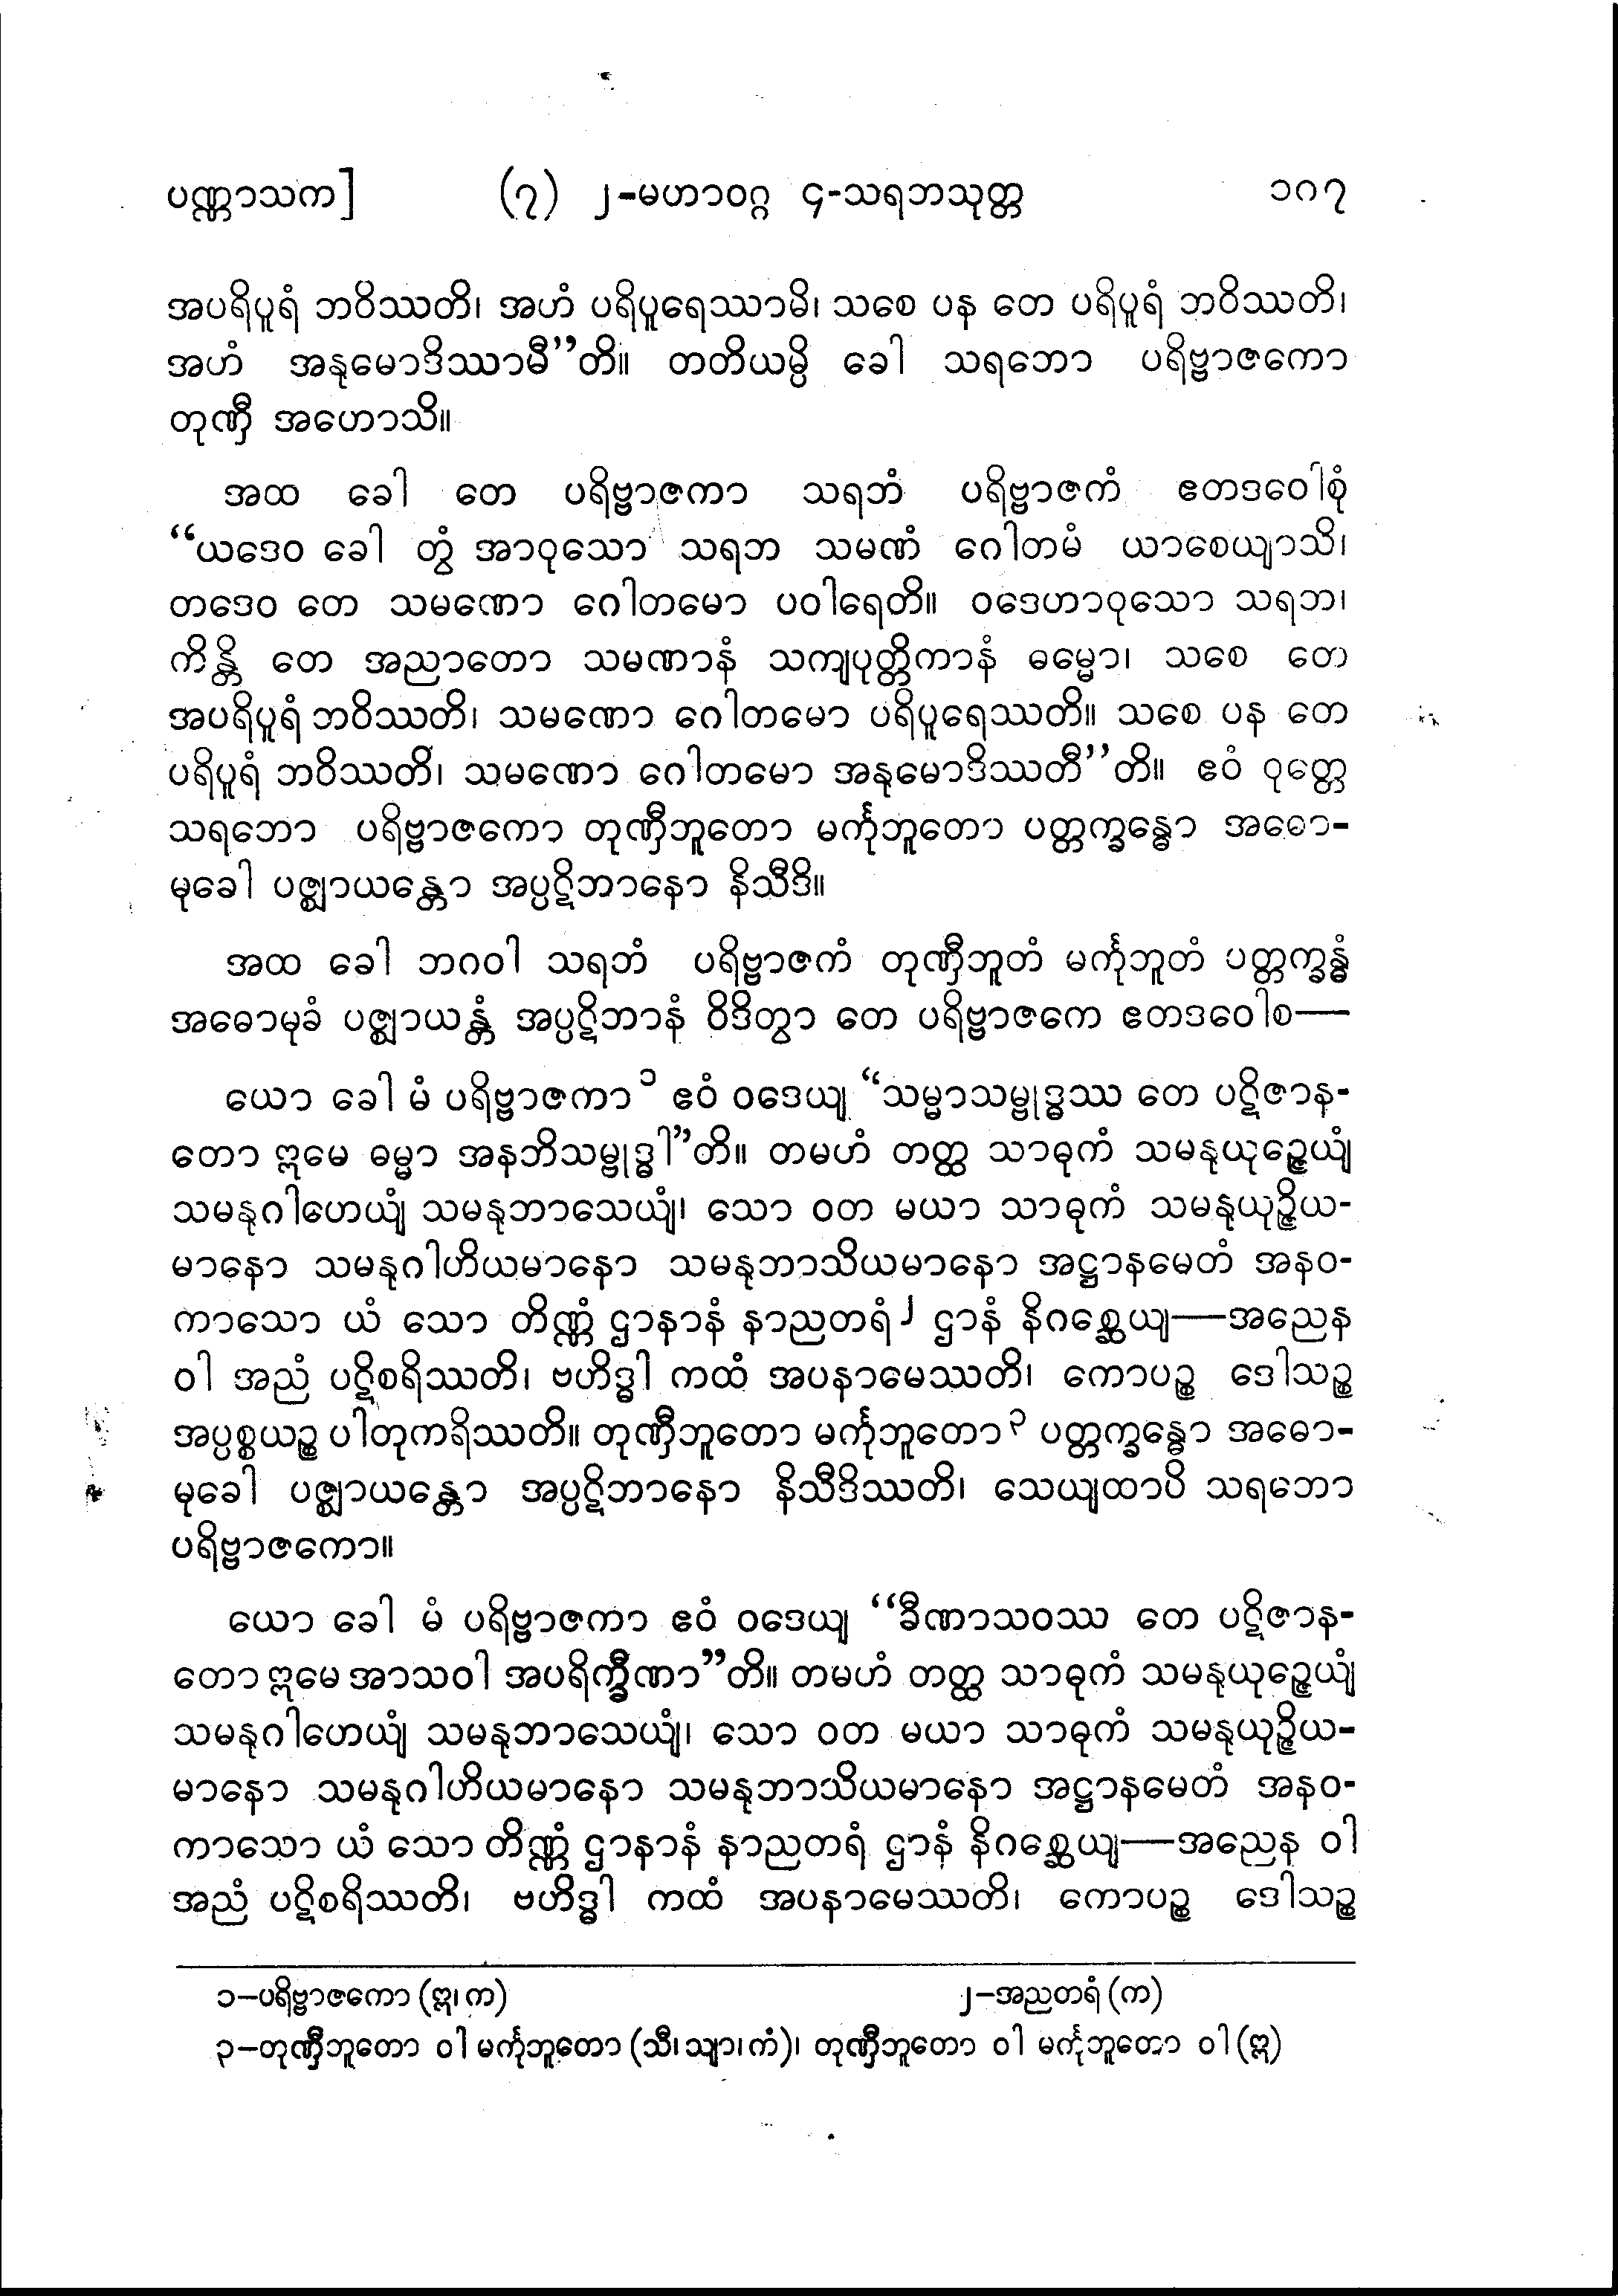 ပဏ္ဏာသက] (၇) ၂-မဟာဝဂ္ဂ ၄-သရဘသုတ္တ ၁၈၇
အပရိပူရံ ဘဝိဿတိ၊ အဟံ ပရိပူရေဿာမိ၊ သစေ ပန တေ ပရိပူရံ ဘဝိဿတိ၊
အဟံ အနုမောဒိဿာမီ”တိ။ တတိယမ္ပိ ခေါ သရဘော ပရိဗ္ဗာဇကော
တုဏှီ အဟောသိ။
အထ ခေါ တေ ပရိဗ္ဗာဇကာ သရဘံ ပရိဗ္ဗာဇကံ ဧတဒဝေါစုံ
“ယဒေဝ ခေါ တွံ အာဝုသော သရဘ သမဏံ ဂေါတမံ ယာစေယျာသိ၊
တဒေဝ တေ သမဏော ဂေါတမော ပဝါရေတိ။ ဝဒေဟာဝုသော သရဘ၊
ကိန္တိ တေ အညာတော သမဏာနံ သကျပုတ္တိကာနံ ဓမ္မော၊ သစေ တေ
အပရိပူရံ ဘဝိဿတိ၊ သမဏော ဂေါတမော ပရိပူရေဿတိ။ သစေ ပန တေ
ပရိပူရံ ဘဝိဿတိ၊ သမဏော ဂေါတမော အနုမောဒိဿတီ”တိ။ ဧဝံ ဝုတ္တေ
သရဘော ပရိဗ္ဗာဇကော တုဏှီဘူတော မင်္ကုဘူတော ပတ္တက္ခန္ဓော အဓော-
မုခေါ ပဇ္ဈာယန္တော အပ္ပဋိဘာနော နိသီဒိ။
အထ ခေါ ဘဂဝါ သရဘံ ပရိဗ္ဗာဇကံ တုဏှီဘူတံ မင်္ကုဘူတံ ပတ္တက္ခန္ဓံ
အဓောမုခံ ပဇ္ဈာယန္တံ အပ္ပဋိဘာနံ ဝိဒိတွာ တေ ပရိဗ္ဗာဇကေ ဧတဒဝေါစ—
ယော ခေါ မံ ပရိဗ္ဗာဇကာ၁ ဧဝံ ဝဒေယျ “သမ္မာသမ္ဗုဒ္ဓဿ တေ ပဋိဇာန-
တော ဣမေ ဓမ္မာ အနဘိသမ္ဗုဒ္ဓါ”တိ။ တမဟံ တတ္ထ သာဓုကံ သမနုယုဉ္ဇေယျံ
သမနုဂါဟေယျံ သမနုဘာသေယျံ၊ သော ဝတ မယာ သာဓုကံ သမနုယုဉ္ဇိယ-
မာနော သမနုဂါဟိယမာနော သမနုဘာသိယမာနော အဋ္ဌာနမေတံ အနဝ-
ကာသော ယံ သော တိဏ္ဏံ ဌာနာနံ နာညတရံ၂ ဌာနံ နိဂစ္ဆေယျ—အညေန
ဝါ အညံ ပဋိစရိဿတိ၊ ဗဟိဒ္ဓါ ကထံ အပနာမေဿတိ၊ ကောပဉ္စ ဒေါသဉ္စ
အပ္ပစ္စယဉ္စ ပါတုကရိဿတိ။ တုဏှီဘူတော မင်္ကုဘူတော၃ ပတ္တက္ခန္ဓော အဓော-
မုခေါ ပဇ္ဈာယန္တော အပ္ပဋိဘာနော နိသီဒိဿတိ၊ သေယျထာပိ သရဘော
ပရိဗ္ဗာဇကော။
ယော ခေါ မံ ပရိဗ္ဗာဇကာ ဧဝံ ဝဒေယျ “ခီဏာသဝဿ တေ ပဋိဇာန-
တော ဣမေ အာသဝါ အပရိက္ခီဏာ”တိ။ တမဟံ တတ္ထ သာဓုကံ သမနုယုဉ္ဇေယျံ
သမနုဂါဟေယျံ သမနုဘာသေယျံ၊ သော ဝတ မယာ သာဓုကံ သမနုယုဉ္ဇိယ-
မာနော သမနုဂါဟိယမာနော သမနုဘာသိယမာနော အဋ္ဌာနမေတံ အနဝ-
ကာသော ယံ သော တိဏ္ဏံ ဌာနာနံ နာညတရံ ဌာနံ နိဂစ္ဆေယျ—အညေန ဝါ
အညံ ပဋိစရိဿတိ၊ ဗဟိဒ္ဓါ ကထံ အပနာမေဿတိ၊ ကောပဉ္စ ဒေါသဉ္စ
၁-ပရိဗ္ဗာဇကော (ဣ၊ က) ၂-အညတရံ (က)
၃-တုဏှီဘူတော ဝါ မင်္ကုဘူတော (သီ၊ သျာ၊ ကံ)၊ တုဏှီဘူတော ဝါ မင်္ကုဘူတော ဝါ (ဣ)